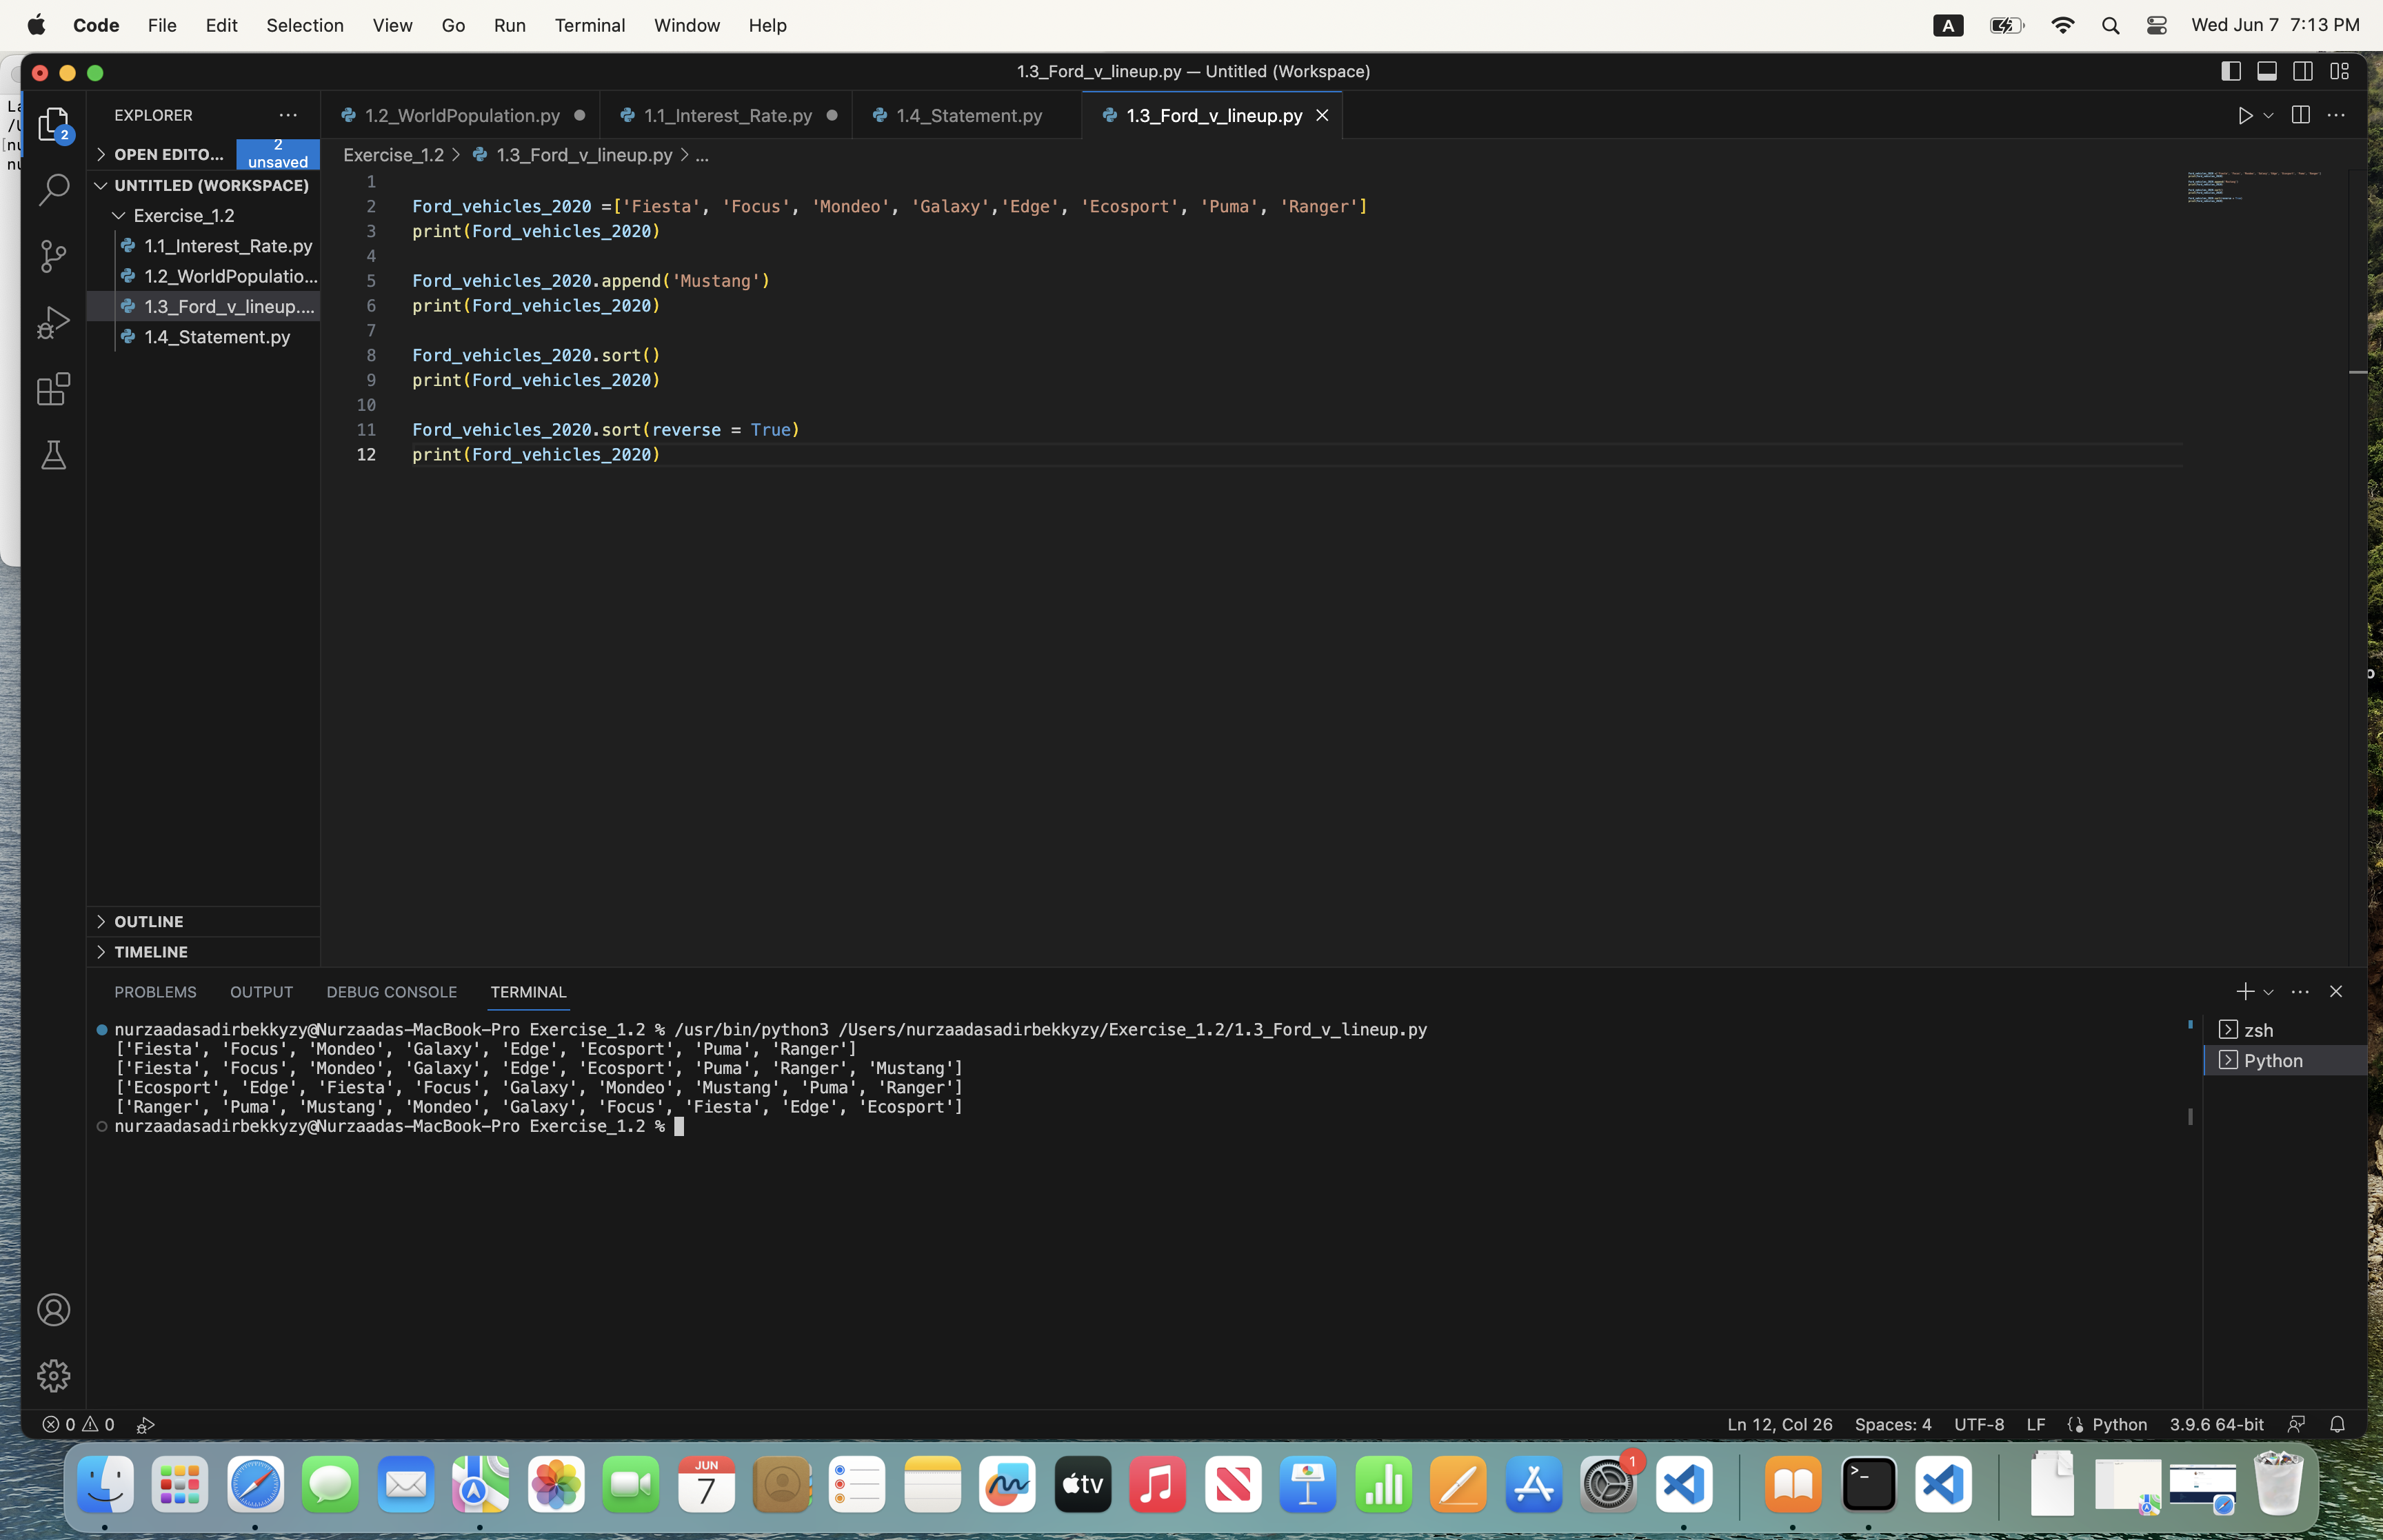 Code File Edit Selection View Go Run Terminal Window Help
A
Wed Jun 7 7:13 PM
1.3_Ford_v_lineup.py — Untitled (Workspace)
2
EXPLORER
OPEN EDITO... 2 unsaved
UNTITLED (WORKSPACE)
Exercise_1.2
1.1_Interest_Rate.py
1.2_WorldPopulatio...
1.3_Ford_v_lineup....
1.4_Statement.py
OUTLINE
TIMELINE
1.2_WorldPopulation.py 1.1_Interest_Rate.py 1.4_Statement.py 1.3_Ford_v_lineup.py
Exercise_1.2 > 1.3_Ford_v_lineup.py > ...
1
2 Ford_vehicles_2020 =['Fiesta', 'Focus', 'Mondeo', 'Galaxy','Edge', 'Ecosport', 'Puma', 'Ranger']
3 print(Ford_vehicles_2020)
4
5 Ford_vehicles_2020.append('Mustang')
6 print(Ford_vehicles_2020)
7
8 Ford_vehicles_2020.sort()
9 print(Ford_vehicles_2020)
10
11 Ford_vehicles_2020.sort(reverse = True)
12 print(Ford_vehicles_2020)
PROBLEMS OUTPUT DEBUG CONSOLE TERMINAL
nurzaadasadirbekkyzy@Nurzaadas-MacBook-Pro Exercise_1.2 % /usr/bin/python3 /Users/nurzaadasadirbekkyzy/Exercise_1.2/1.3_Ford_v_lineup.py
['Fiesta', 'Focus', 'Mondeo', 'Galaxy', 'Edge', 'Ecosport', 'Puma', 'Ranger']
['Fiesta', 'Focus', 'Mondeo', 'Galaxy', 'Edge', 'Ecosport', 'Puma', 'Ranger', 'Mustang']
['Ecosport', 'Edge', 'Fiesta', 'Focus', 'Galaxy', 'Mondeo', 'Mustang', 'Puma', 'Ranger']
['Ranger', 'Puma', 'Mustang', 'Mondeo', 'Galaxy', 'Focus', 'Fiesta', 'Edge', 'Ecosport']
nurzaadasadirbekkyzy@Nurzaadas-MacBook-Pro Exercise_1.2 %
zsh
Python
0 0
Ln 12, Col 26 Spaces: 4 UTF-8 LF Python 3.9.6 64-bit
JUN
7
tv
1